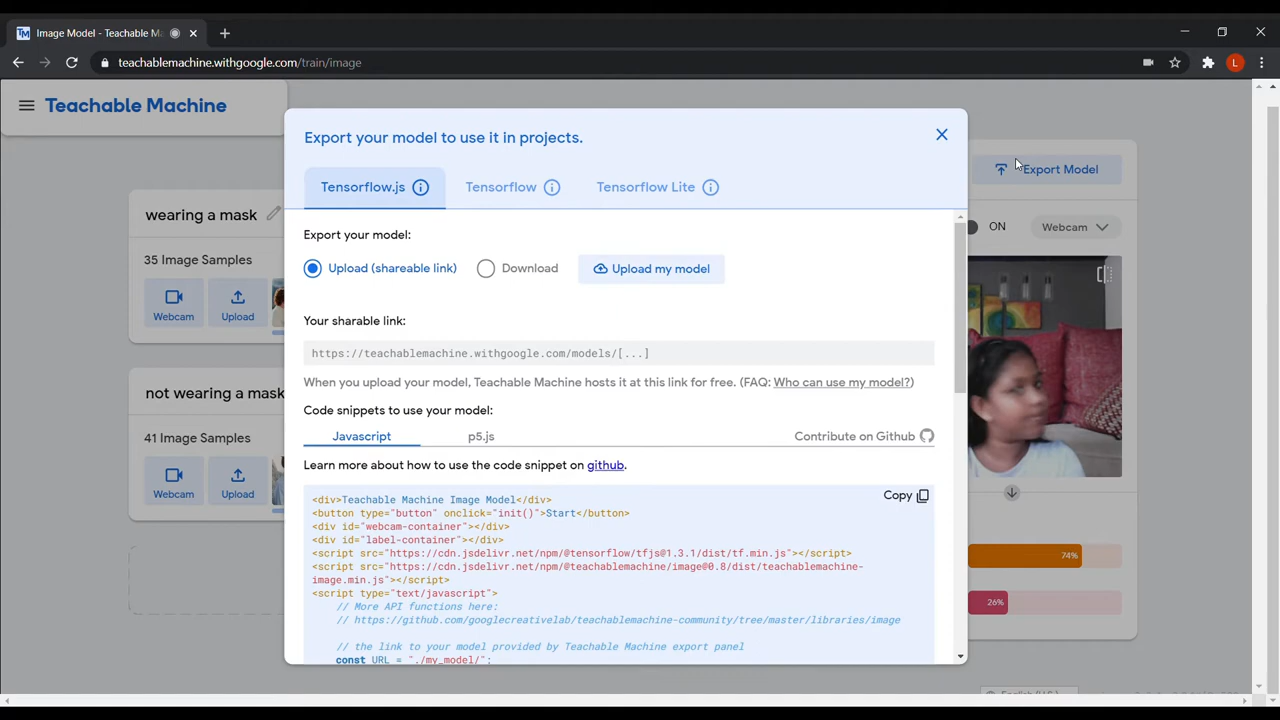 Image Model - Teachable Ma
teachablemachine.withgoogle.com/train/image
L
Teachable Machine
Export your model to use it in projects.
Export Model
Tensorflow.js
Tensorflow
Tensorflow Lite
wearing a mask
ON
Webcam
Export your model:
35 Image Samples
Upload (shareable link)
Download
Upload my model
Webcam
Upload
Your sharable link:
https://teachablemachine.withgoogle.com/models/[...]
When you upload your model, Teachable Machine hosts it at this link for free. (FAQ: Who can use my model?)
not wearing a mask
Code snippets to use your model:
41 Image Samples
Javascript
p5.js
Contribute on Github
Learn more about how to use the code snippet on github.
Webcam
Upload
Copy
<div>Teachable Machine Image Model</div>
<button type="button" onclick="init()">Start</button>
<div id="webcam-container"></div>
<div id="label-container"></div>
<script src="https://cdn.jsdelivr.net/npm/@tensorflow/tfjs@1.3.1/dist/tf.min.js"></script>
<script src="https://cdn.jsdelivr.net/npm/@teachablemachine/image@0.8/dist/teachablemachine-
image.min.js"></script>
<script type="text/javascript">
// More API functions here:
// https://github.com/googlecreativelab/teachablemachine-community/tree/master/libraries/image
// the link to your model provided by Teachable Machine export panel
const URL = "./my_model/";
74%
26%